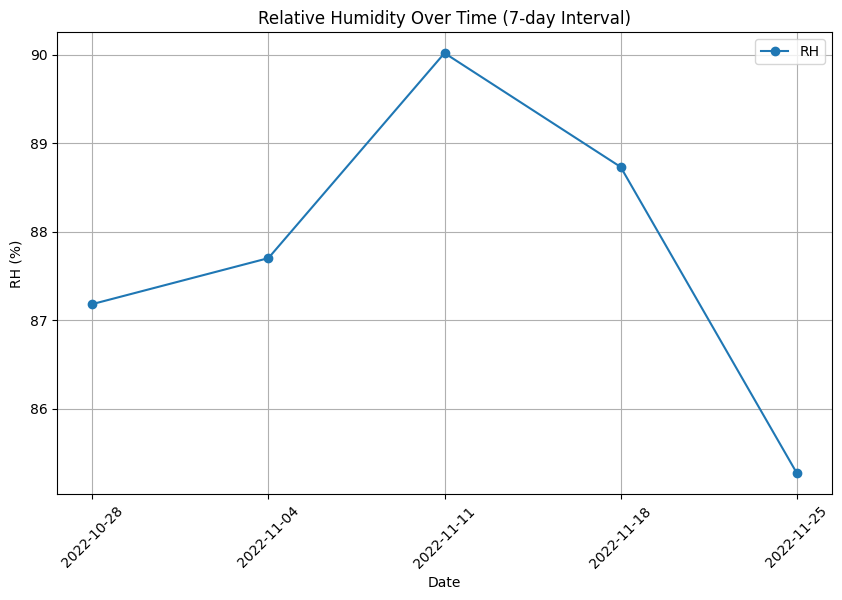 Relative Humidity Over Time (7-day Interval)
RH
90
89
88
87
86
RH (%)
2022-10-28
2022-11-04
2022-11-11
2022-11-18
2022-11-25
Date